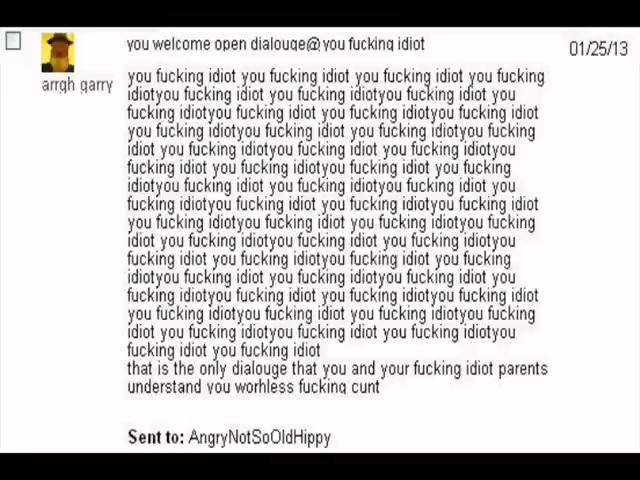 you welcome open dialouge@ you fucking idiot
01/25/13
arrgh garry
you fucking idiot you fucking idiot you fucking idiot you fucking
idiotyou fucking idiot you fucking idiotyou fucking idiot you
fucking idiotyou fucking idiot you fucking idiotyou fucking idiot
you fucking idiotyou fucking idiot you fucking idiotyou fucking
idiot you fucking idiotyou fucking idiot you fucking idiotyou
fucking idiot you fucking idiotyou fucking idiot you fucking
idiotyou fucking idiot you fucking idiotyou fucking idiot you
fucking idiotyou fucking idiot you fucking idiotyou fucking idiot
you fucking idiotyou fucking idiot you fucking idiotyou fucking
idiot you fucking idiotyou fucking idiot you fucking idiotyou
fucking idiot you fucking idiotyou fucking idiot you fucking
idiotyou fucking idiot you fucking idiotyou fucking idiot you
fucking idiotyou fucking idiot you fucking idiotyou fucking idiot
you fucking idiotyou fucking idiot you fucking idiotyou fucking
idiot you fucking idiotyou fucking idiot you fucking idiotyou
fucking idiot you fucking idiot
that is the only dialouge that you and your fucking idiot parents
understand you worhless fucking cunt
Sent to: AngryNotSoOldHippy